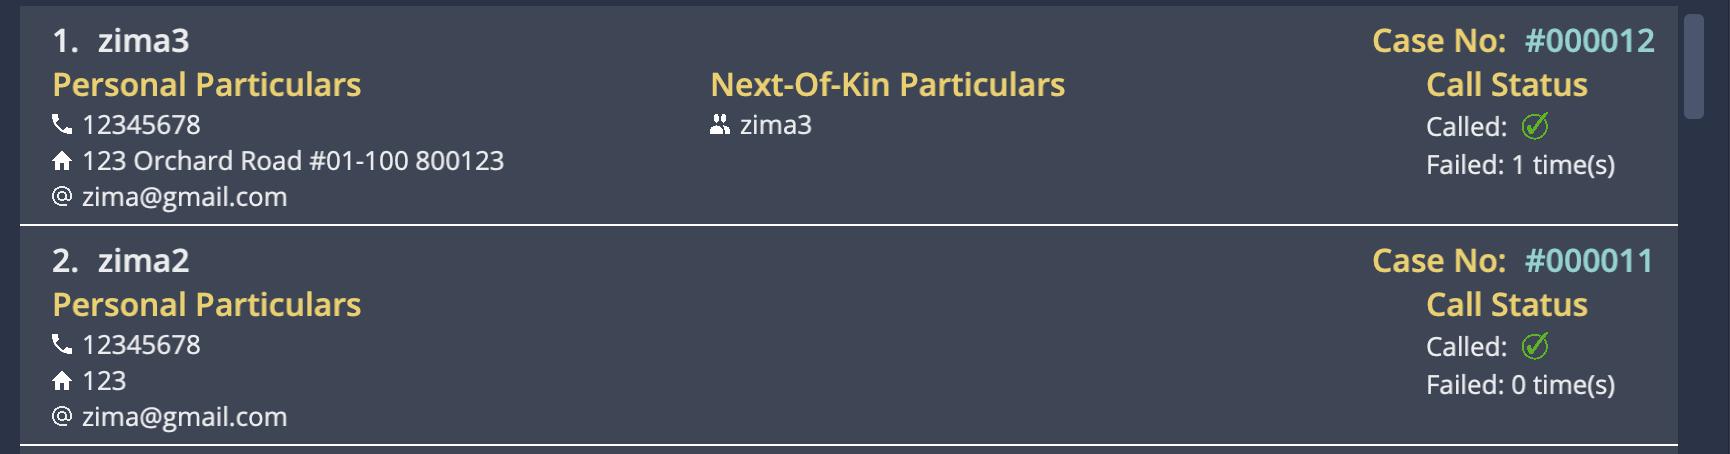 1. zima3 Case No: #000012
Personal Particulars Next-Of-Kin Particulars Call Status
12345678 zima3 Called:
123 Orchard Road #01-100 800123 Failed: 1 time(s)
zima@gmail.com
2. zima2 Case No: #000011
Personal Particulars Call Status
12345678 Called:
123 Failed: 0 time(s)
zima@gmail.com